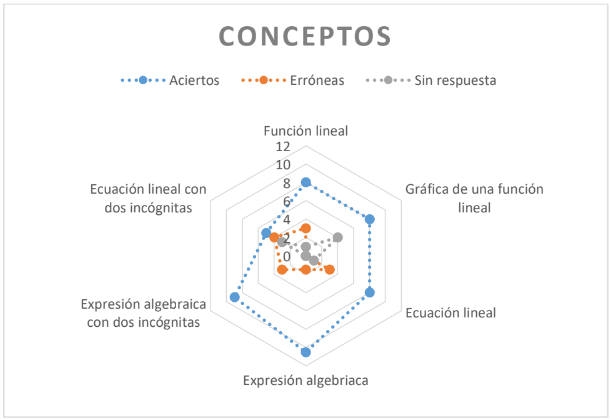 CONCEPTOS
Aciertos Erróneas Sin respuesta
Función lineal
12
10
8
6
4
2
0
Ecuación lineal con
dos incógnitas
Gráfica de una función
lineal
Expresión algebraica
con dos incógnitas
Ecuación lineal
Expresión algebriaca